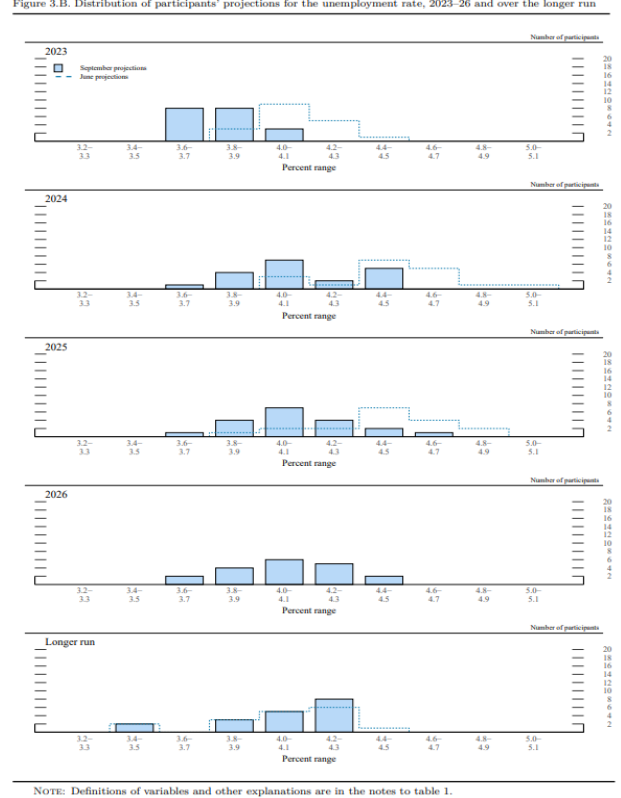 Figure 3.B. Distribution of participants' projections for the unemployment rate, 2023–26 and over the longer run
Number of participants
2023
September projections
June projections
20
18
16
14
12
10
8
6
4
2
3.2– 3.4– 3.6– 3.8– 4.0– 4.2– 4.4– 4.6– 4.8– 5.0–
3.3 3.5 3.7 3.9 4.1 4.3 4.5 4.7 4.9 5.1
Percent range
Number of participants
2024
20
18
16
14
12
10
8
6
4
2
3.2– 3.4– 3.6– 3.8– 4.0– 4.2– 4.4– 4.6– 4.8– 5.0–
3.3 3.5 3.7 3.9 4.1 4.3 4.5 4.7 4.9 5.1
Percent range
Number of participants
2025
20
18
16
14
12
10
8
6
4
2
3.2– 3.4– 3.6– 3.8– 4.0– 4.2– 4.4– 4.6– 4.8– 5.0–
3.3 3.5 3.7 3.9 4.1 4.3 4.5 4.7 4.9 5.1
Percent range
Number of participants
2026
20
18
16
14
12
10
8
6
4
2
3.2– 3.4– 3.6– 3.8– 4.0– 4.2– 4.4– 4.6– 4.8– 5.0–
3.3 3.5 3.7 3.9 4.1 4.3 4.5 4.7 4.9 5.1
Percent range
Number of participants
Longer run
20
18
16
14
12
10
8
6
4
2
3.2– 3.4– 3.6– 3.8– 4.0– 4.2– 4.4– 4.6– 4.8– 5.0–
3.3 3.5 3.7 3.9 4.1 4.3 4.5 4.7 4.9 5.1
Percent range
NOTE: Definitions of variables and other explanations are in the notes to table 1.